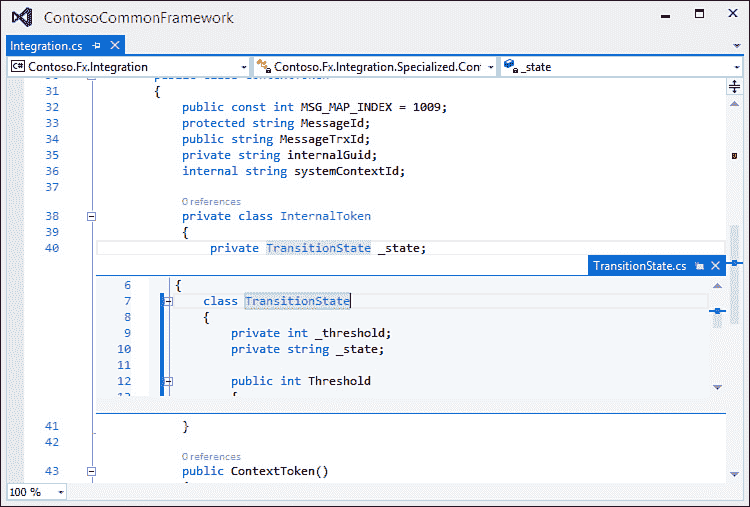 ContosoCommonFramework
Integration.cs
C# Contoso.Fx.Integration Contoso.Fx.Integration.Specialized.Cont _state
31 {
32 public const int MSG_MAP_INDEX = 1009;
33 protected string MessageId;
34 public string MessageTrxId;
35 private string internalGuid;
36 internal string systemContextId;
37
0 references
38 private class InternalToken
39 {
40 private TransitionState _state;
TransitionState.cs
6 {
7 class TransitionState
8 {
9 private int _threshold;
10 private string _state;
11
12 public int Threshold
41 }
42
0 references
43 public ContextToken()
100 %